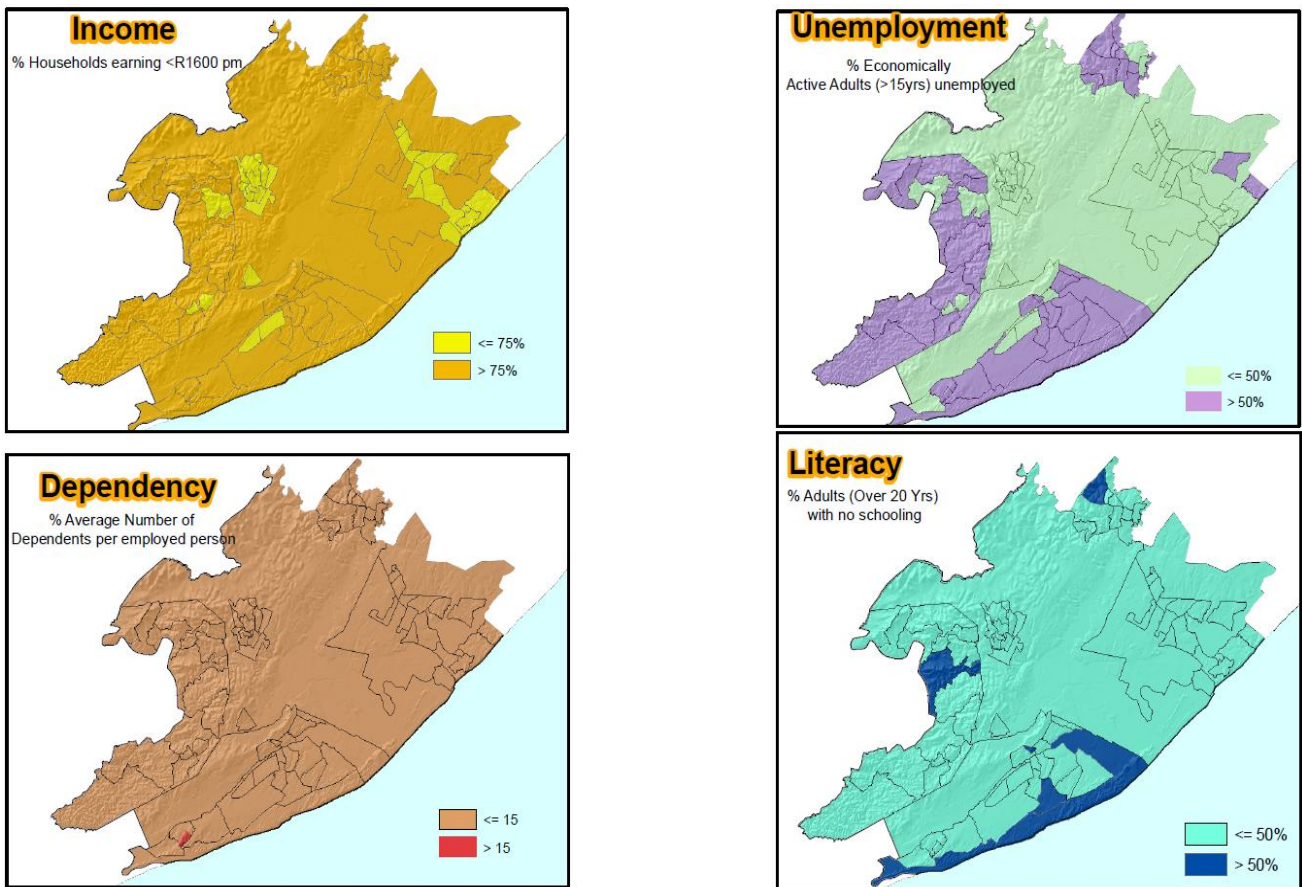 Income
% Households earning <R1600 pm
<= 75%
> 75%
Unemployment
% Economically
Active Adults (>15yrs) unemployed
<= 50%
> 50%
Dependency
% Average Number of
Dependents per employed person
<= 15
> 15
Literacy
% Adults (Over 20 Yrs)
with no schooling
<= 50%
> 50%